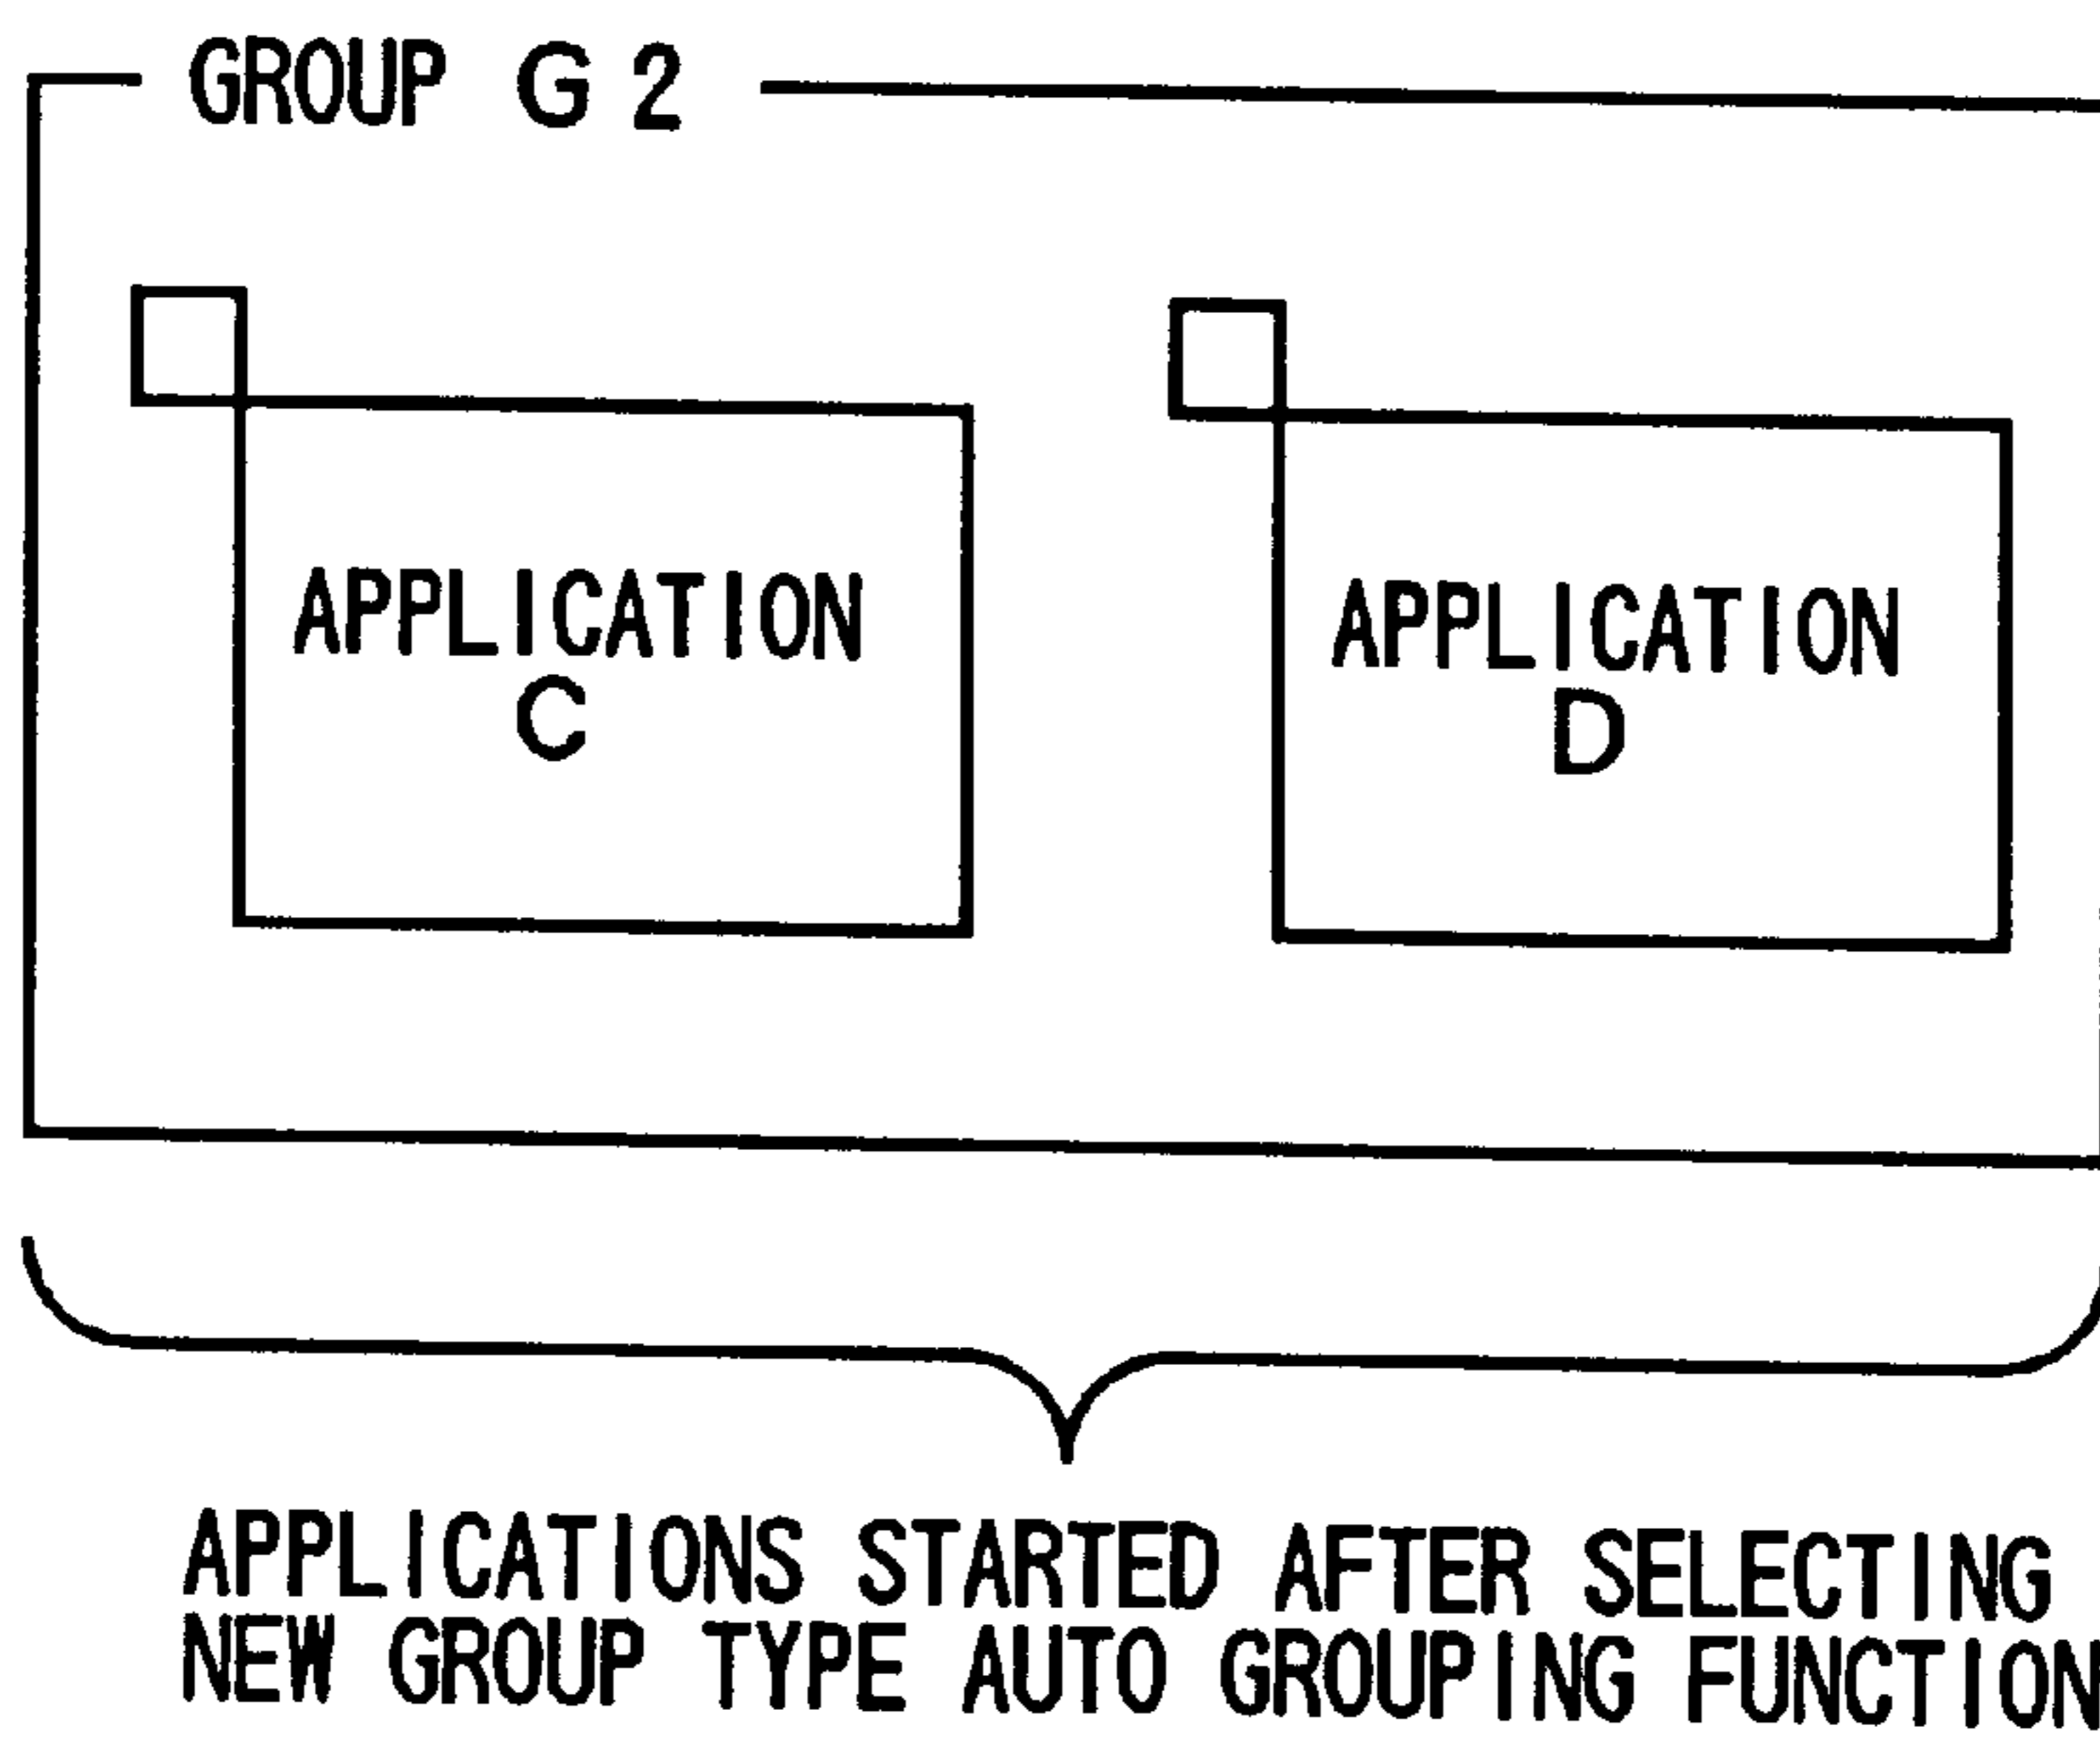 GROUP G 2
APPLICATION
C
APPLICATION
D
APPLICATIONS STARTED AFTER SELECTING
NEW GROUP TYPE AUTO GROUPING FUNCTION